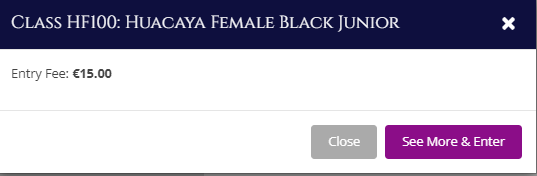 Class HF100: Huacaya Female Black Junior
Entry Fee: €15.00
Close See More & Enter